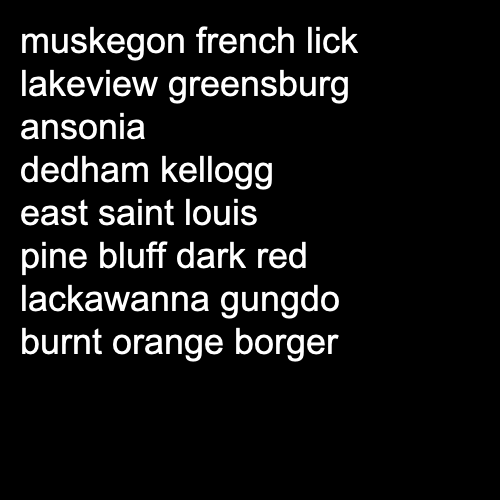 muskegon french lick
lakeview greensburg
ansonia
dedham kellogg
east saint louis
pine bluff dark red
lackawanna gungdo
burnt orange borger